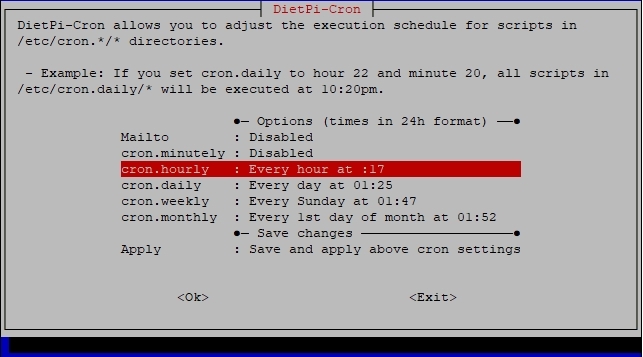 DietPi-Cron
DietPi-Cron allows you to adjust the execution schedule for scripts in
/etc/cron.*/* directories.
- Example: If you set cron.daily to hour 22 and minute 20, all scripts in
/etc/cron.daily/* will be executed at 10:20pm.
●─ Options (times in 24h format) ──●
Mailto : Disabled
cron.minutely : Disabled
cron.hourly : Every hour at :17
cron.daily : Every day at 01:25
cron.weekly : Every Sunday at 01:47
cron.monthly : Every 1st day of month at 01:52
●─ Save changes ───────────────────●
Apply : Save and apply above cron settings
<Ok> <Exit>